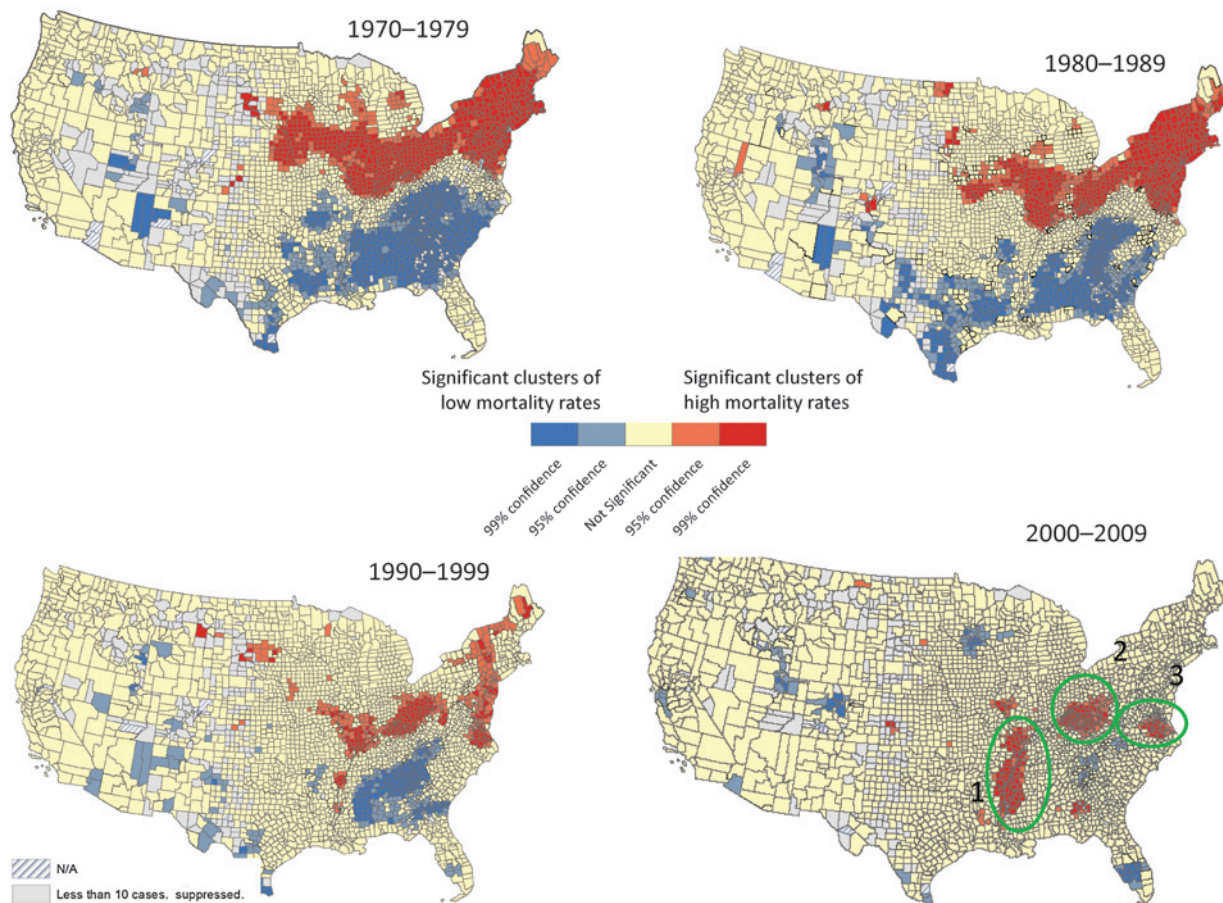 1970–1979
1980–1989
Significant clusters of
low mortality rates
Significant clusters of
high mortality rates
99% confidence
95% confidence
Not Significant
95% confidence
99% confidence
1990–1999
2000–2009
2
3
1
N/A
Less than 10 cases. suppressed.